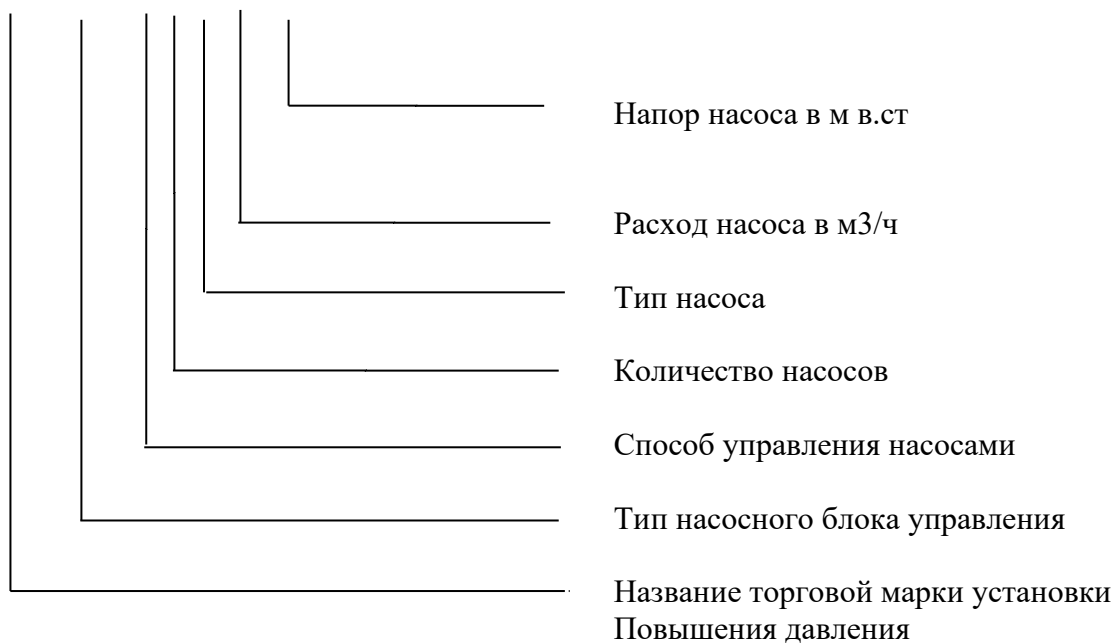 Напор насоса в м в.ст
Расход насоса в м3/ч
Тип насоса
Количество насосов
Способ управления насосами
Тип насосного блока управления
Название торговой марки установки
Повышения давления